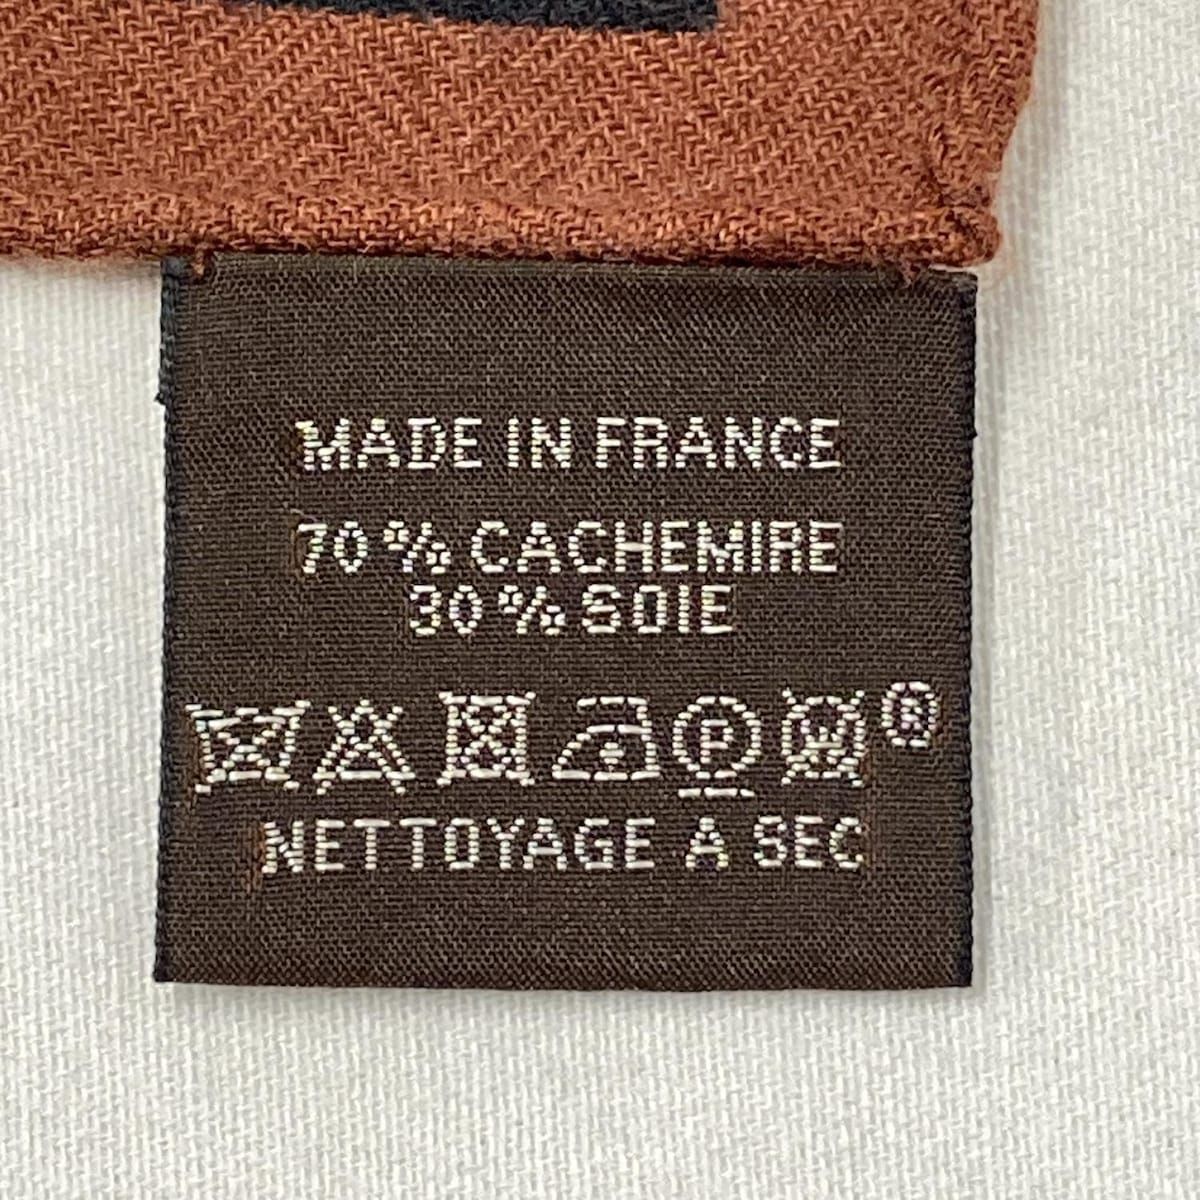 MADE IN FRANCE
70% CACHEMIRE
30% SOIE
P W ®
NETTOYAGE A SEC